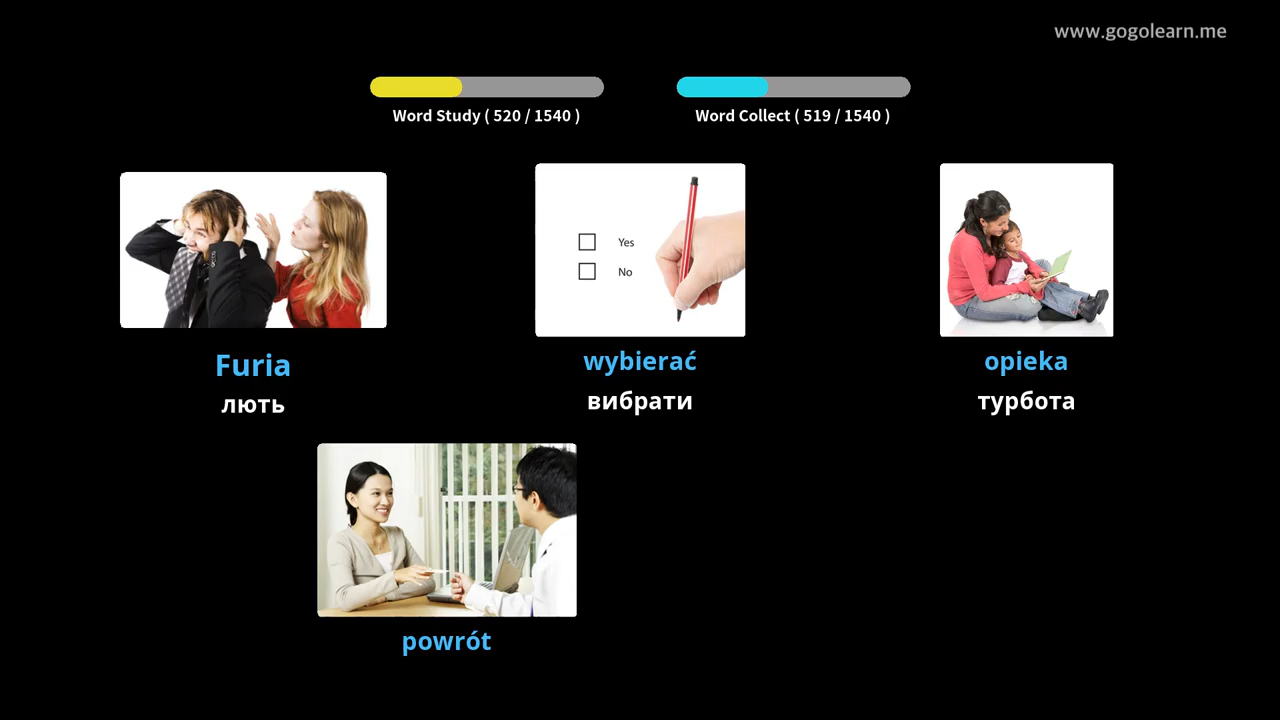 www.gogolearn.me
Word Study ( 520 / 1540 )
Word Collect ( 519 / 1540 )
Yes
No
Furia
wybierać
opieka
лють
вибрати
турбота
powrót